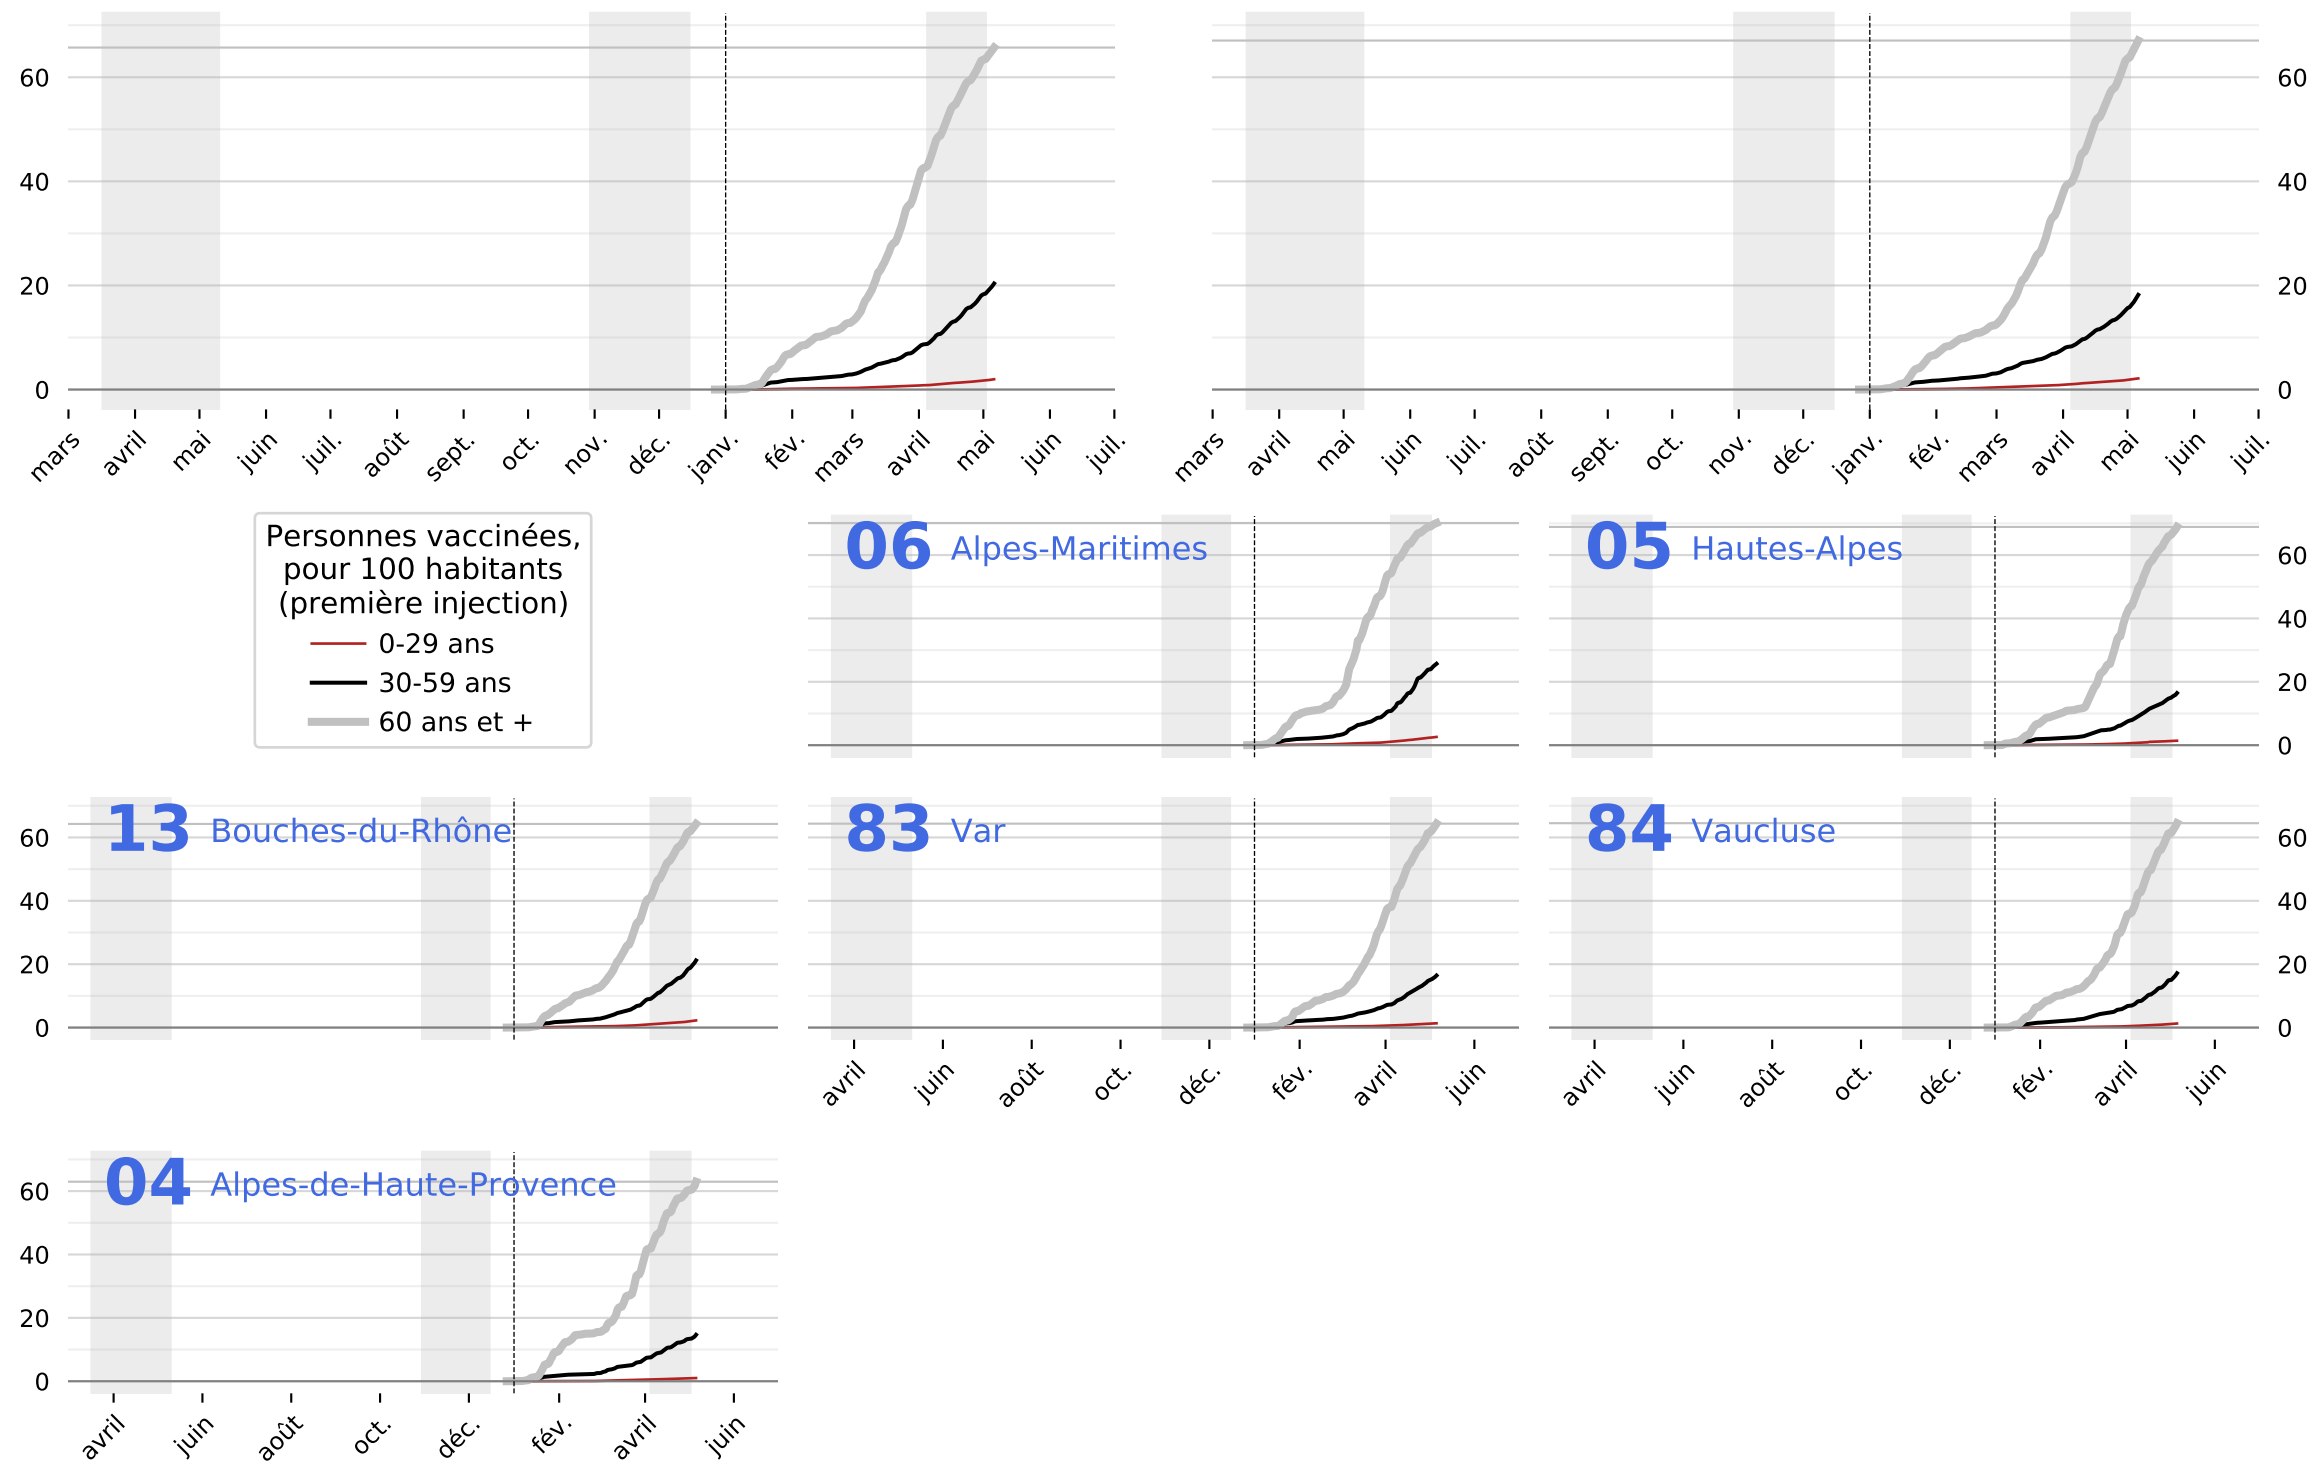 60
40
20
0
mars
avril
mai
juin
juil.
août
sept.
oct.
nov.
déc.
janv.
fév.
mars
avril
mai
juin
juil.
60
40
20
0
mars
avril
mai
juin
juil.
août
sept.
oct.
nov.
déc.
janv.
fév.
mars
avril
mai
juin
juil.
Personnes vaccinées,
pour 100 habitants
(première injection)
0-29 ans
30-59 ans
60 ans et +
06 Alpes-Maritimes
05 Hautes-Alpes
60
40
20
0
13 Bouches-du-Rhône
60
40
20
0
83 Var
avril
juin
août
oct.
déc.
fév.
avril
juin
84 Vaucluse
60
40
20
0
avril
juin
août
oct.
déc.
fév.
avril
juin
04 Alpes-de-Haute-Provence
60
40
20
0
avril
juin
août
oct.
déc.
fév.
avril
juin